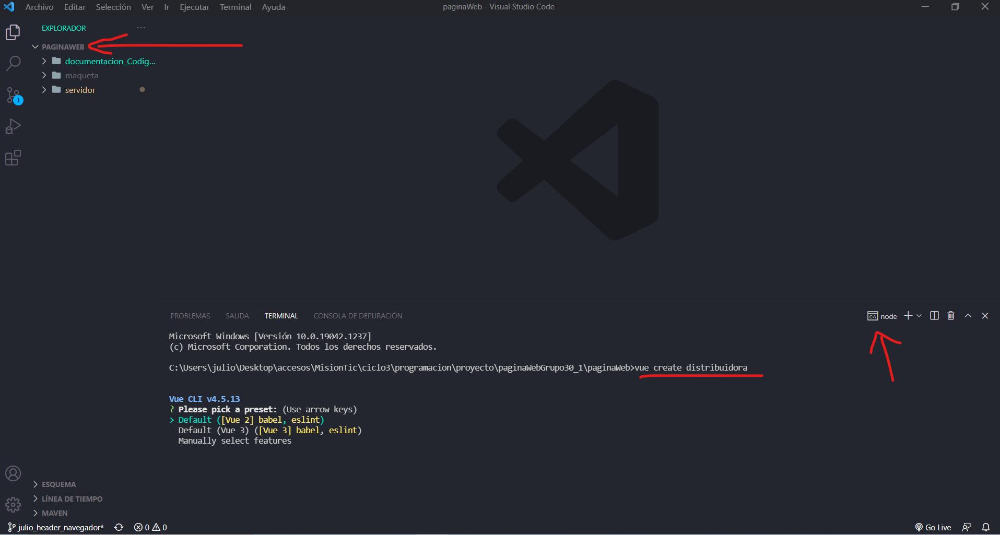 Archivo Editar Selección Ver Ir Ejecutar Terminal Ayuda
paginaWeb - Visual Studio Code
EXPLORADOR ...
PAGINAWEB
documentacion_Codig...
maqueta
servidor
1
PROBLEMAS SALIDA TERMINAL CONSOLA DE DEPURACIÓN
node
Microsoft Windows [Versión 10.0.19042.1237]
(c) Microsoft Corporation. Todos los derechos reservados.
C:\Users\julio\Desktop\accesos\MisionTic\ciclo3\programacion\proyecto\paginaWebGrupo30_1\paginaWeb>vue create distribuidora
Vue CLI v4.5.13
? Please pick a preset: (Use arrow keys)
> Default ([Vue 2] babel, eslint)
Default (Vue 3) ([Vue 3] babel, eslint)
Manually select features
ESQUEMA
LÍNEA DE TIEMPO
MAVEN
julio_header_navegador* 0 0
Go Live